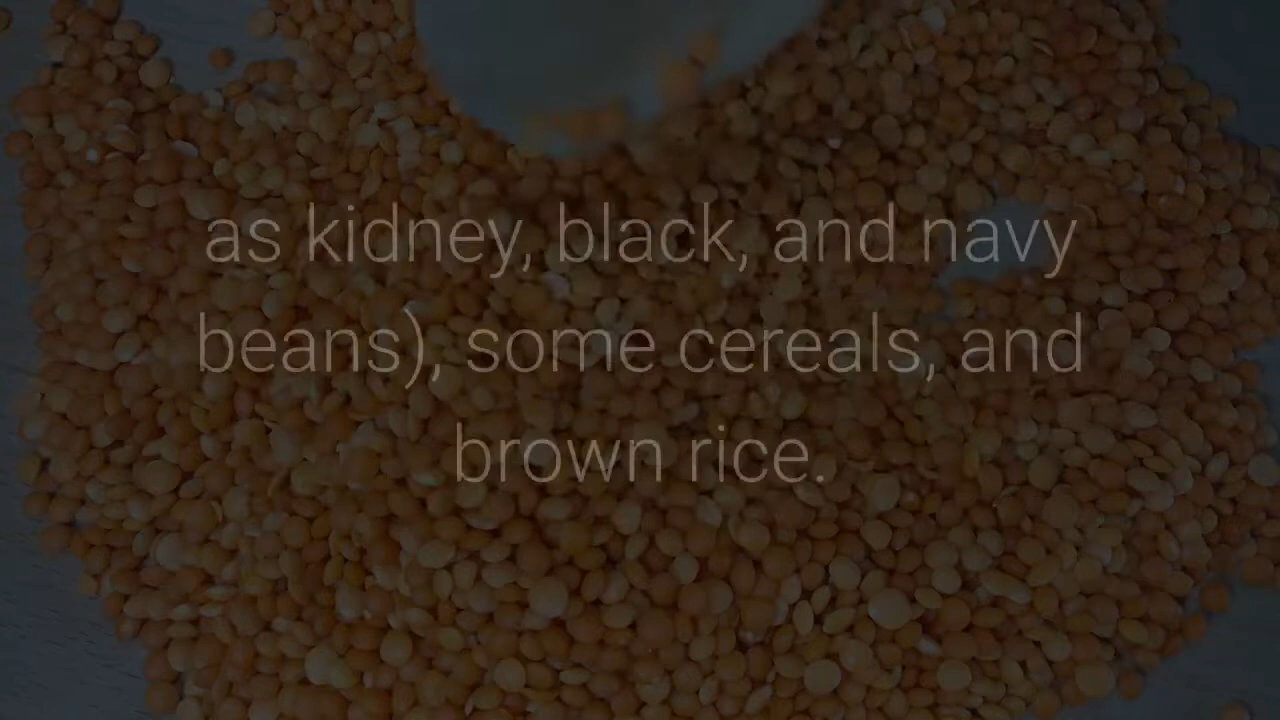 as kidney, black, and navy
beans), some cereals, and
brown rice.